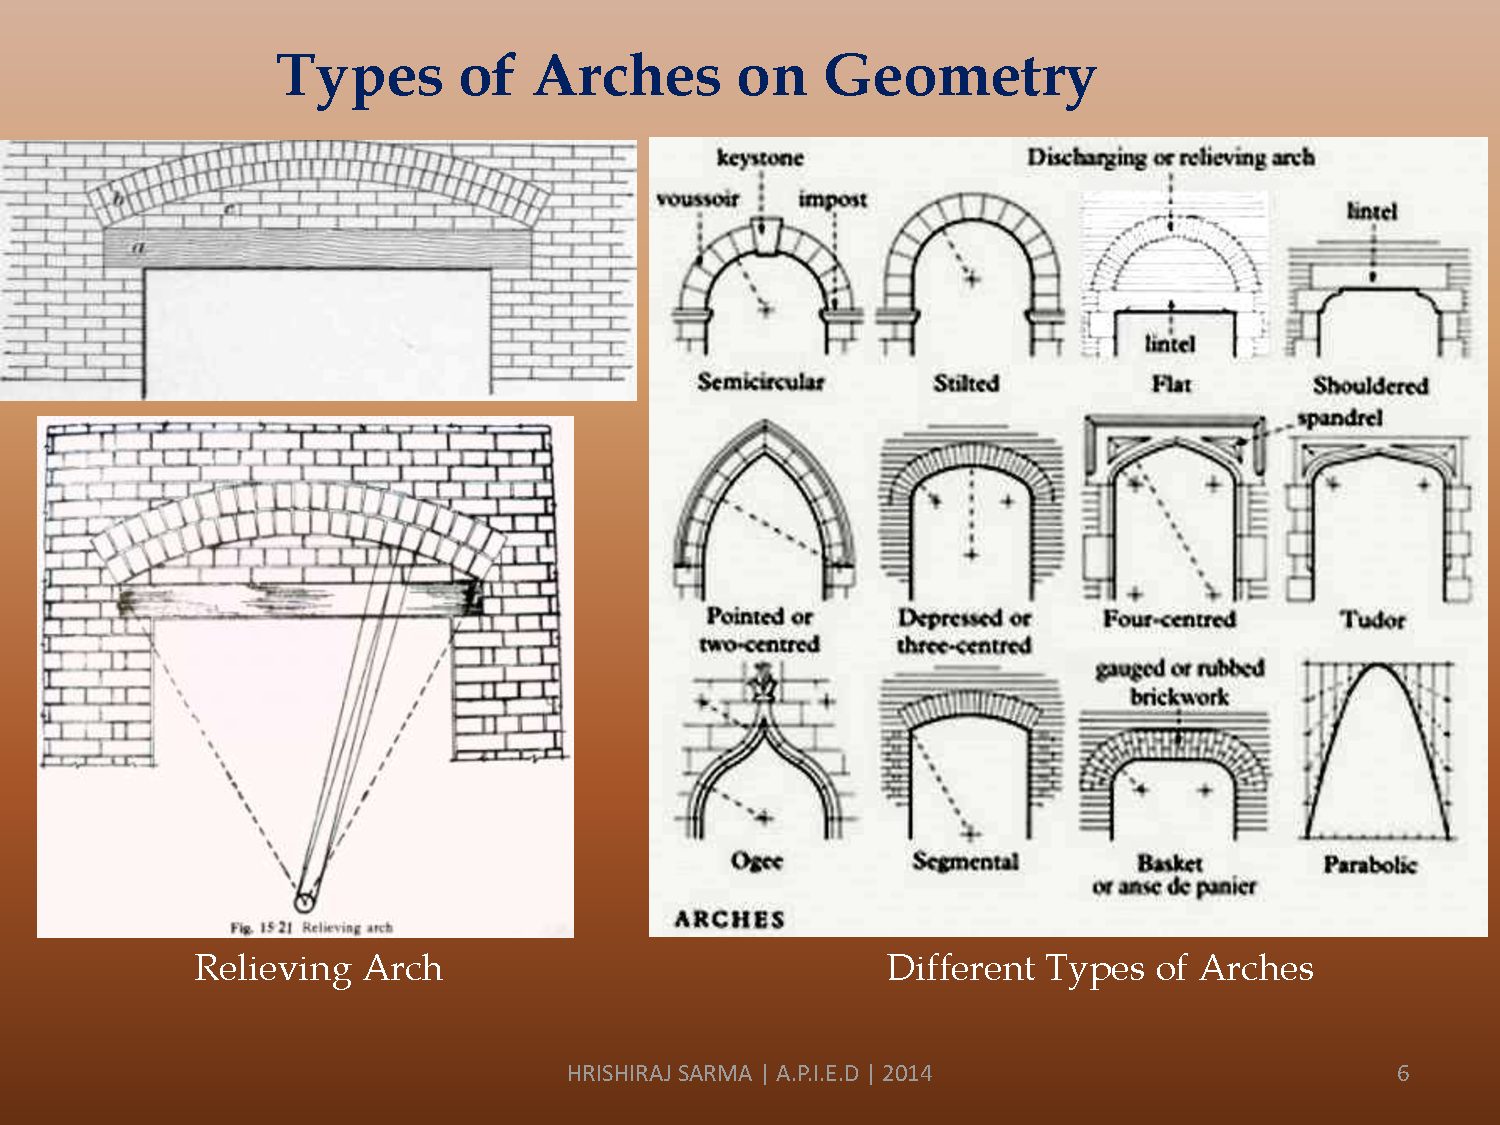 Types of Arches on Geometry
b
e
a
Fig. 15·21 Relieving arch
Relieving Arch
keystone
Discharging or relieving arch
voussoir
impost
lintel
lintel
Semicircular
Stilted
Flat
Shouldered
spandrel
Pointed or
two-centred
Depressed or
three-centred
Four-centred
Tudor
gauged or rubbed
brickwork
Ogee
Segmental
Basket
or anse de panier
Parabolic
ARCHES
Different Types of Arches
HRISHIRAJ SARMA | A.P.I.E.D | 2014
6